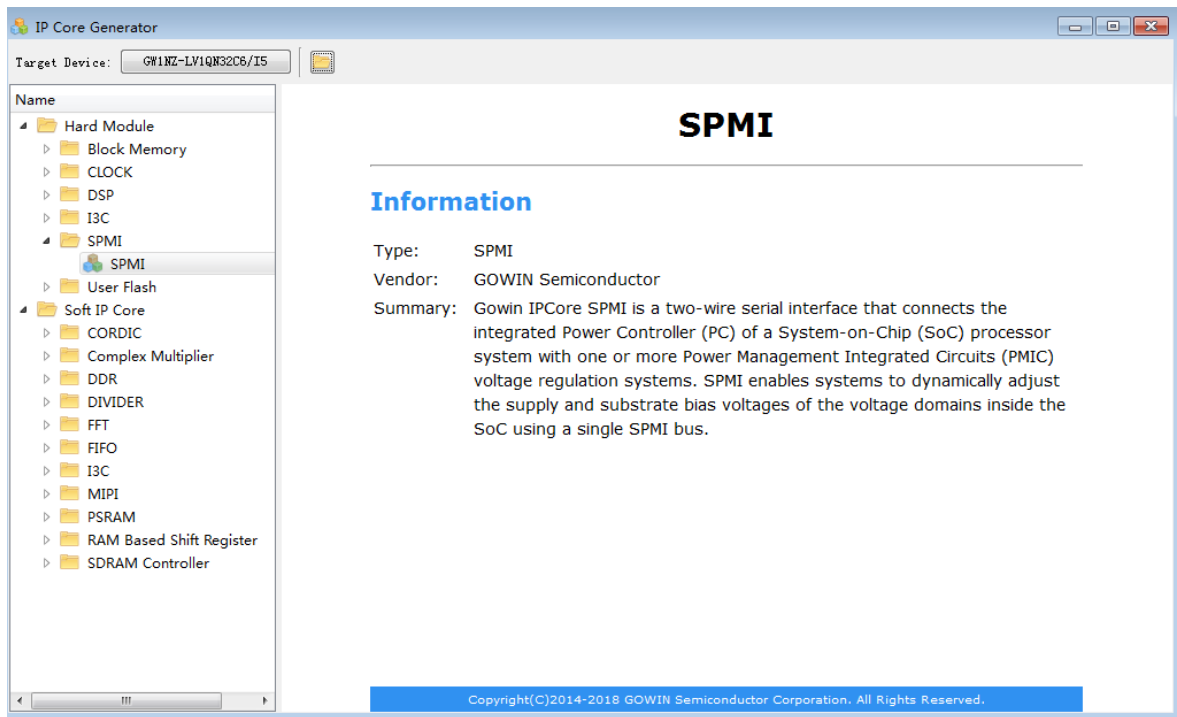 IP Core Generator
Target Device: GW1NZ-LV1QN32C6/I5
Name
Hard Module
Block Memory
CLOCK
DSP
I3C
SPMI
SPMI
User Flash
Soft IP Core
CORDIC
Complex Multiplier
DDR
DIVIDER
FFT
FIFO
I3C
MIPI
PSRAM
RAM Based Shift Register
SDRAM Controller
SPMI
Information
Type: SPMI
Vendor: GOWIN Semiconductor
Summary: Gowin IPCore SPMI is a two-wire serial interface that connects the
integrated Power Controller (PC) of a System-on-Chip (SoC) processor
system with one or more Power Management Integrated Circuits (PMIC)
voltage regulation systems. SPMI enables systems to dynamically adjust
the supply and substrate bias voltages of the voltage domains inside the
SoC using a single SPMI bus.
Copyright(C)2014-2018 GOWIN Semiconductor Corporation. All Rights Reserved.